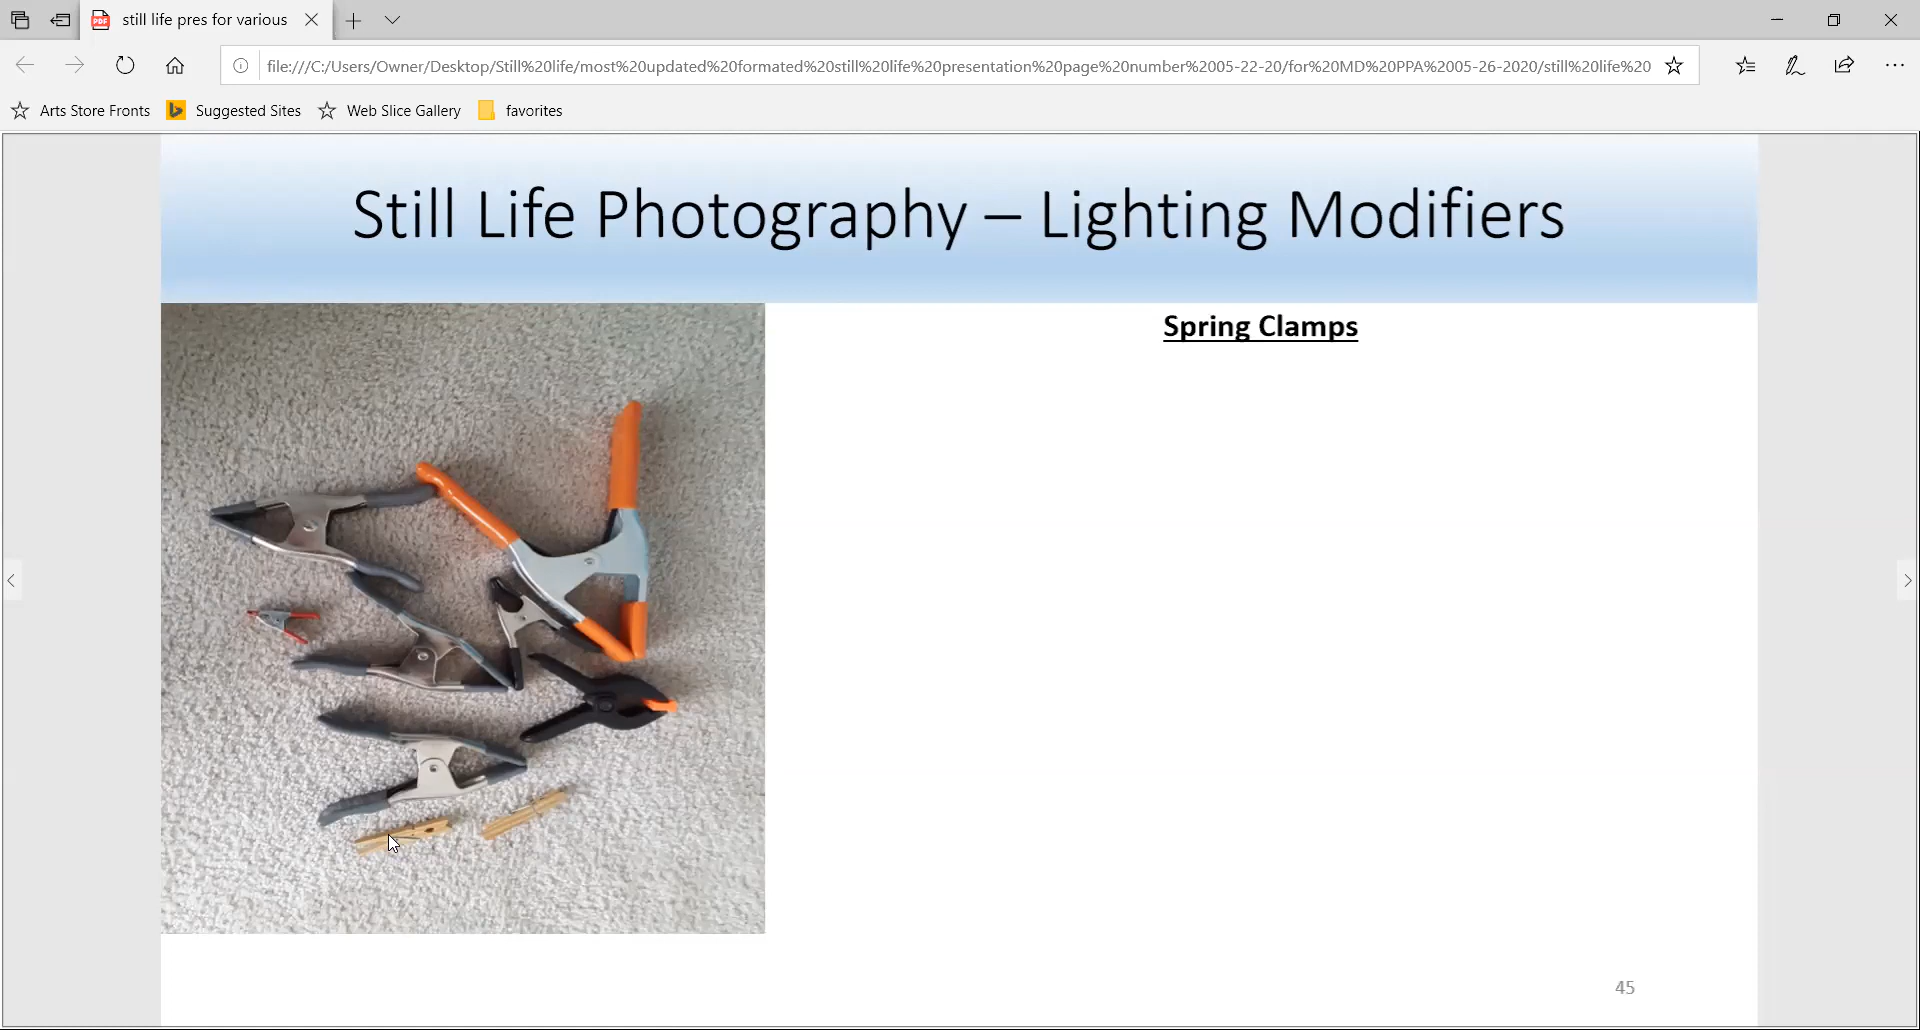 still life pres for various
file:///C:/Users/Owner/Desktop/Still%20life/most%20updated%20formated%20still%20life%20presentation%20page%20number%2005-22-20/for%20MD%20PPA%2005-26-2020/still%20life%20
Arts Store Fronts
Suggested Sites
Web Slice Gallery
favorites
Still Life Photography – Lighting Modifiers
Spring Clamps
45